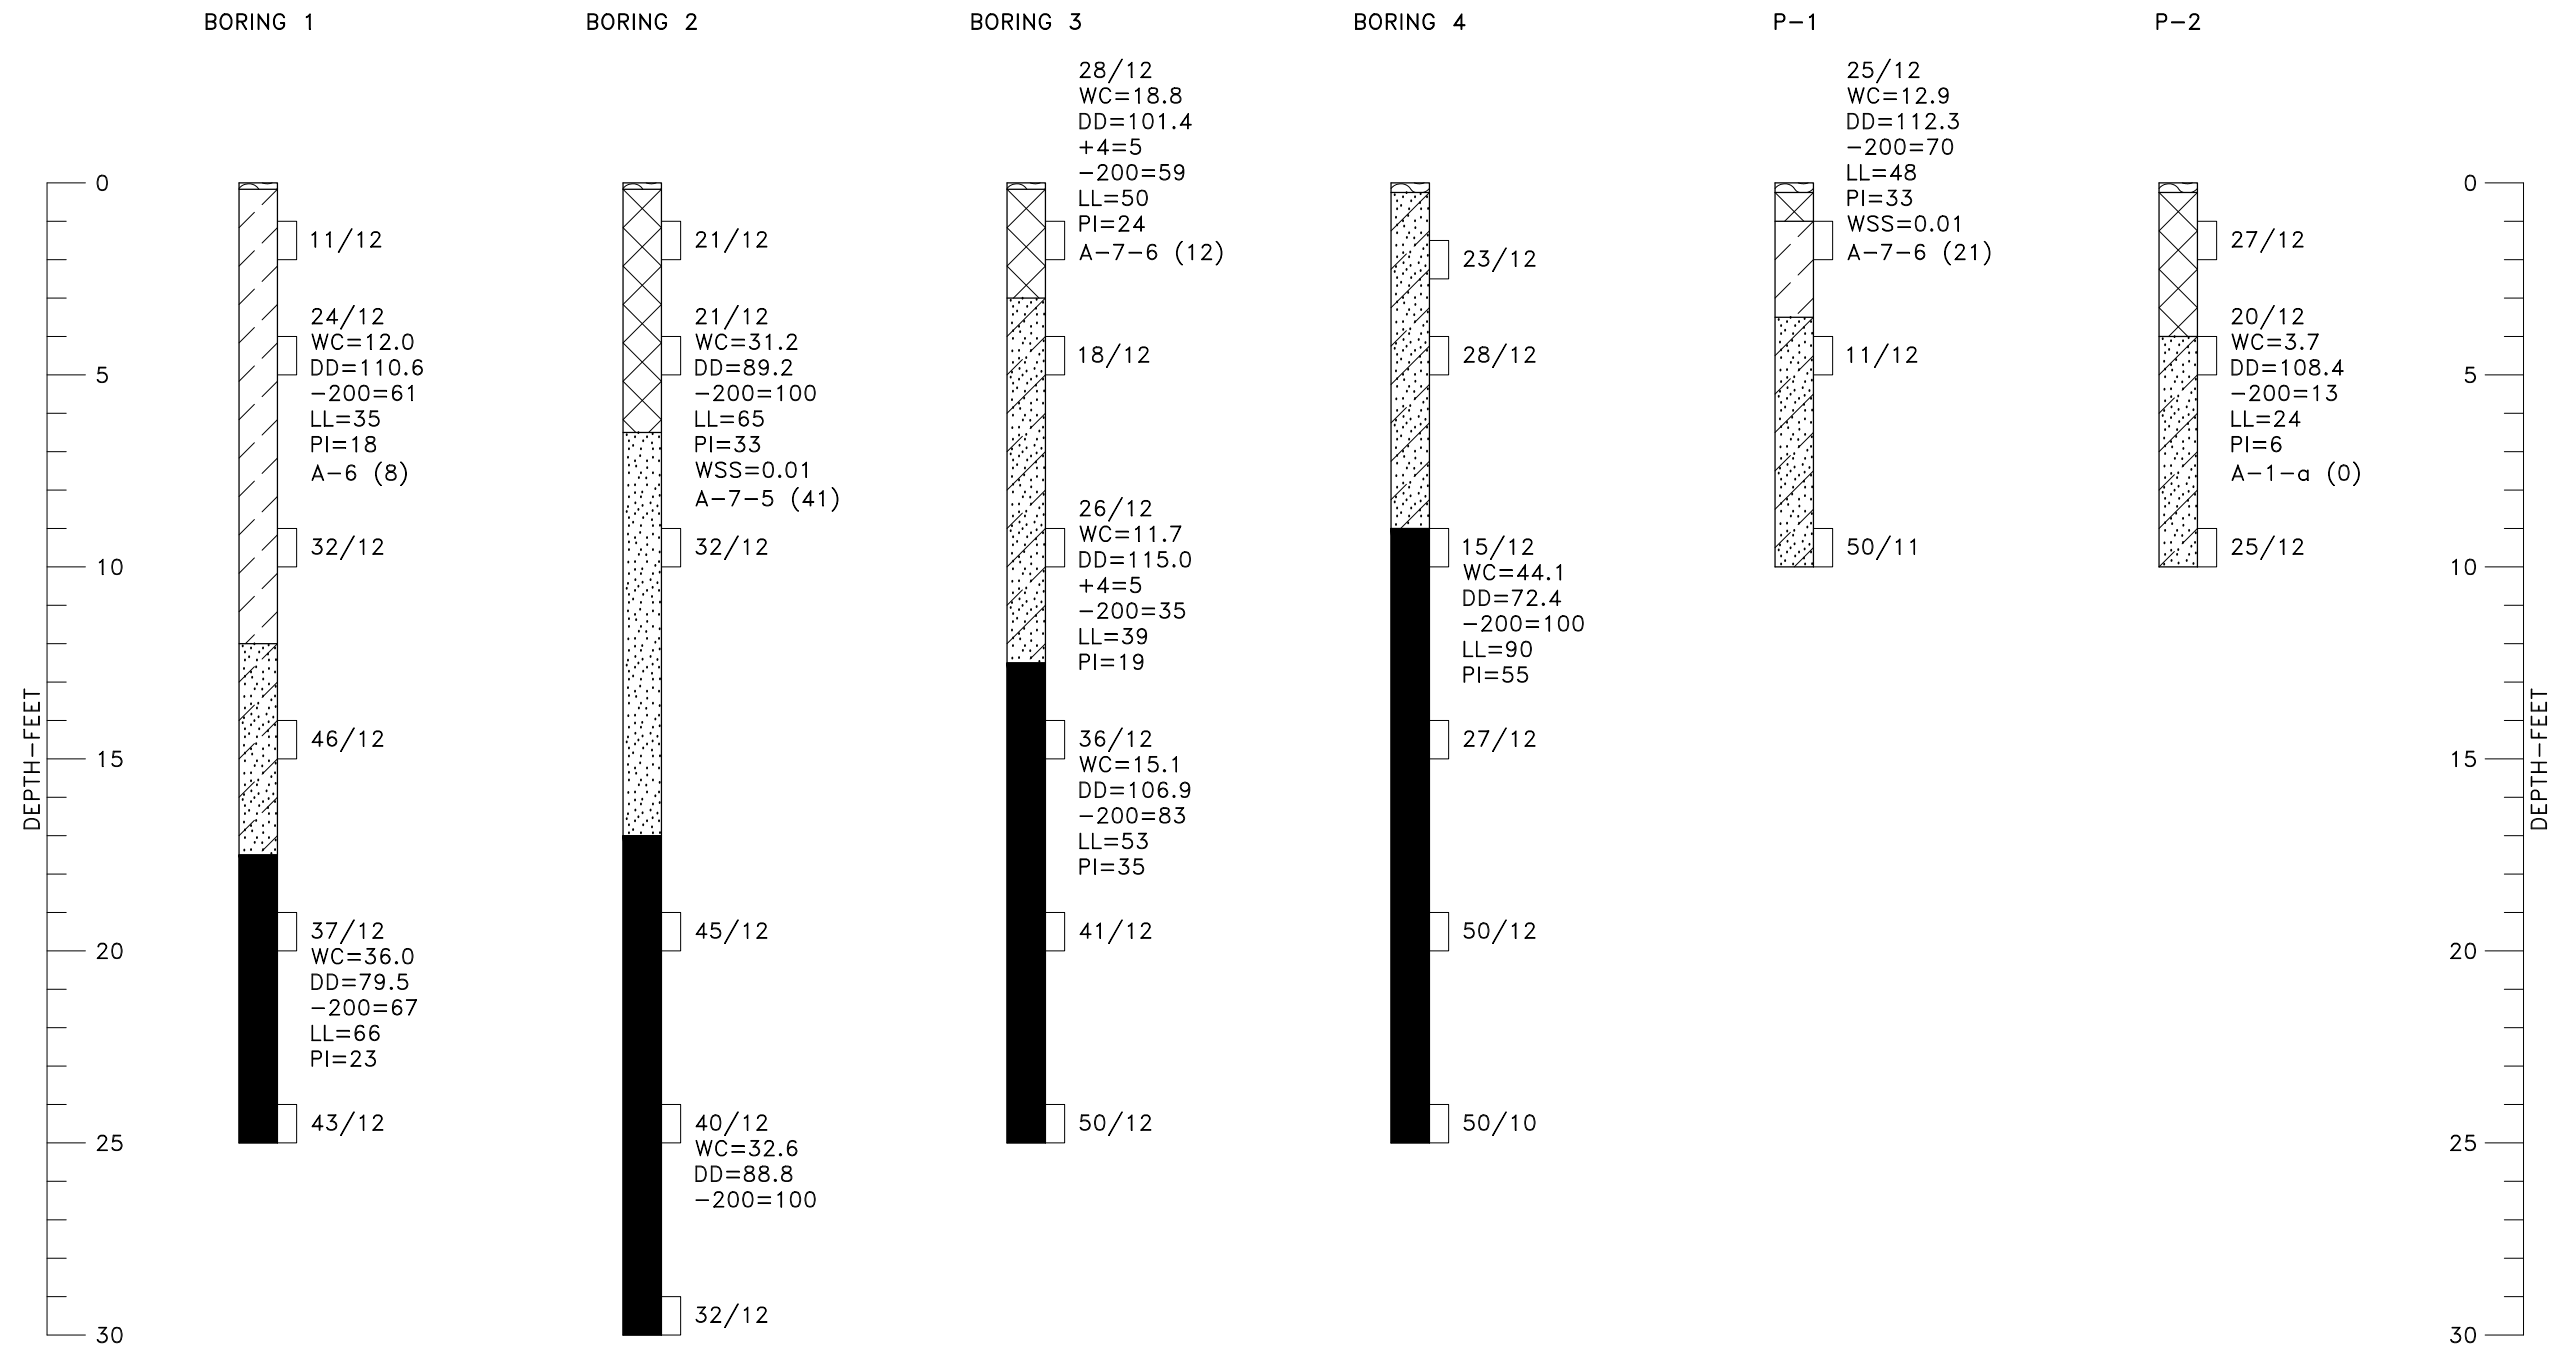 BORING 1
BORING 2
BORING 3
BORING 4
P-1
P-2
DEPTH-FEET
0
5
10
15
20
25
30
11/12
24/12
WC=12.0
DD=110.6
-200=61
LL=35
PI=18
A-6 (8)
32/12
46/12
37/12
WC=36.0
DD=79.5
-200=67
LL=66
PI=23
43/12
21/12
21/12
WC=31.2
DD=89.2
-200=100
LL=65
PI=33
WSS=0.01
A-7-5 (41)
32/12
45/12
40/12
WC=32.6
DD=88.8
-200=100
32/12
28/12
WC=18.8
DD=101.4
+4=5
-200=59
LL=50
PI=24
A-7-6 (12)
18/12
26/12
WC=11.7
DD=115.0
+4=5
-200=35
LL=39
PI=19
36/12
WC=15.1
DD=106.9
-200=83
LL=53
PI=35
41/12
50/12
23/12
28/12
15/12
WC=44.1
DD=72.4
-200=100
LL=90
PI=55
27/12
50/12
50/10
25/12
WC=12.9
DD=112.3
-200=70
LL=48
PI=33
WSS=0.01
A-7-6 (21)
11/12
50/11
27/12
20/12
WC=3.7
DD=108.4
-200=13
LL=24
PI=6
A-1-a (0)
25/12
0
5
10
15
20
25
30
DEPTH-FEET